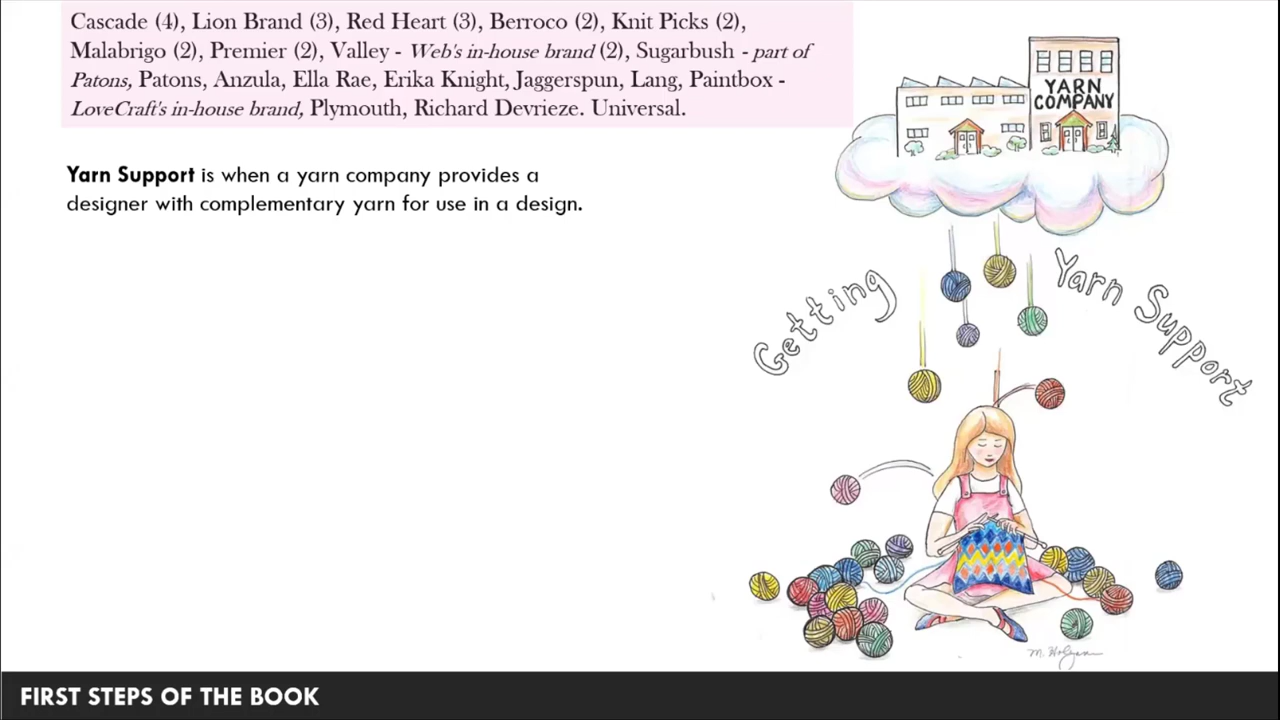 Cascade (4), Lion Brand (3), Red Heart (3), Berroco (2), Knit Picks (2),
Malabrigo (2), Premier (2), Valley - Web's in-house brand (2), Sugarbush - part of
Patons, Patons, Anzula, Ella Rae, Erika Knight, Jaggerspun, Lang, Paintbox -
LoveCraft's in-house brand, Plymouth, Richard Devrieze. Universal.
YARN
COMPANY
Yarn Support is when a yarn company provides a
designer with complementary yarn for use in a design.
Getting Yarn Support
FIRST STEPS OF THE BOOK